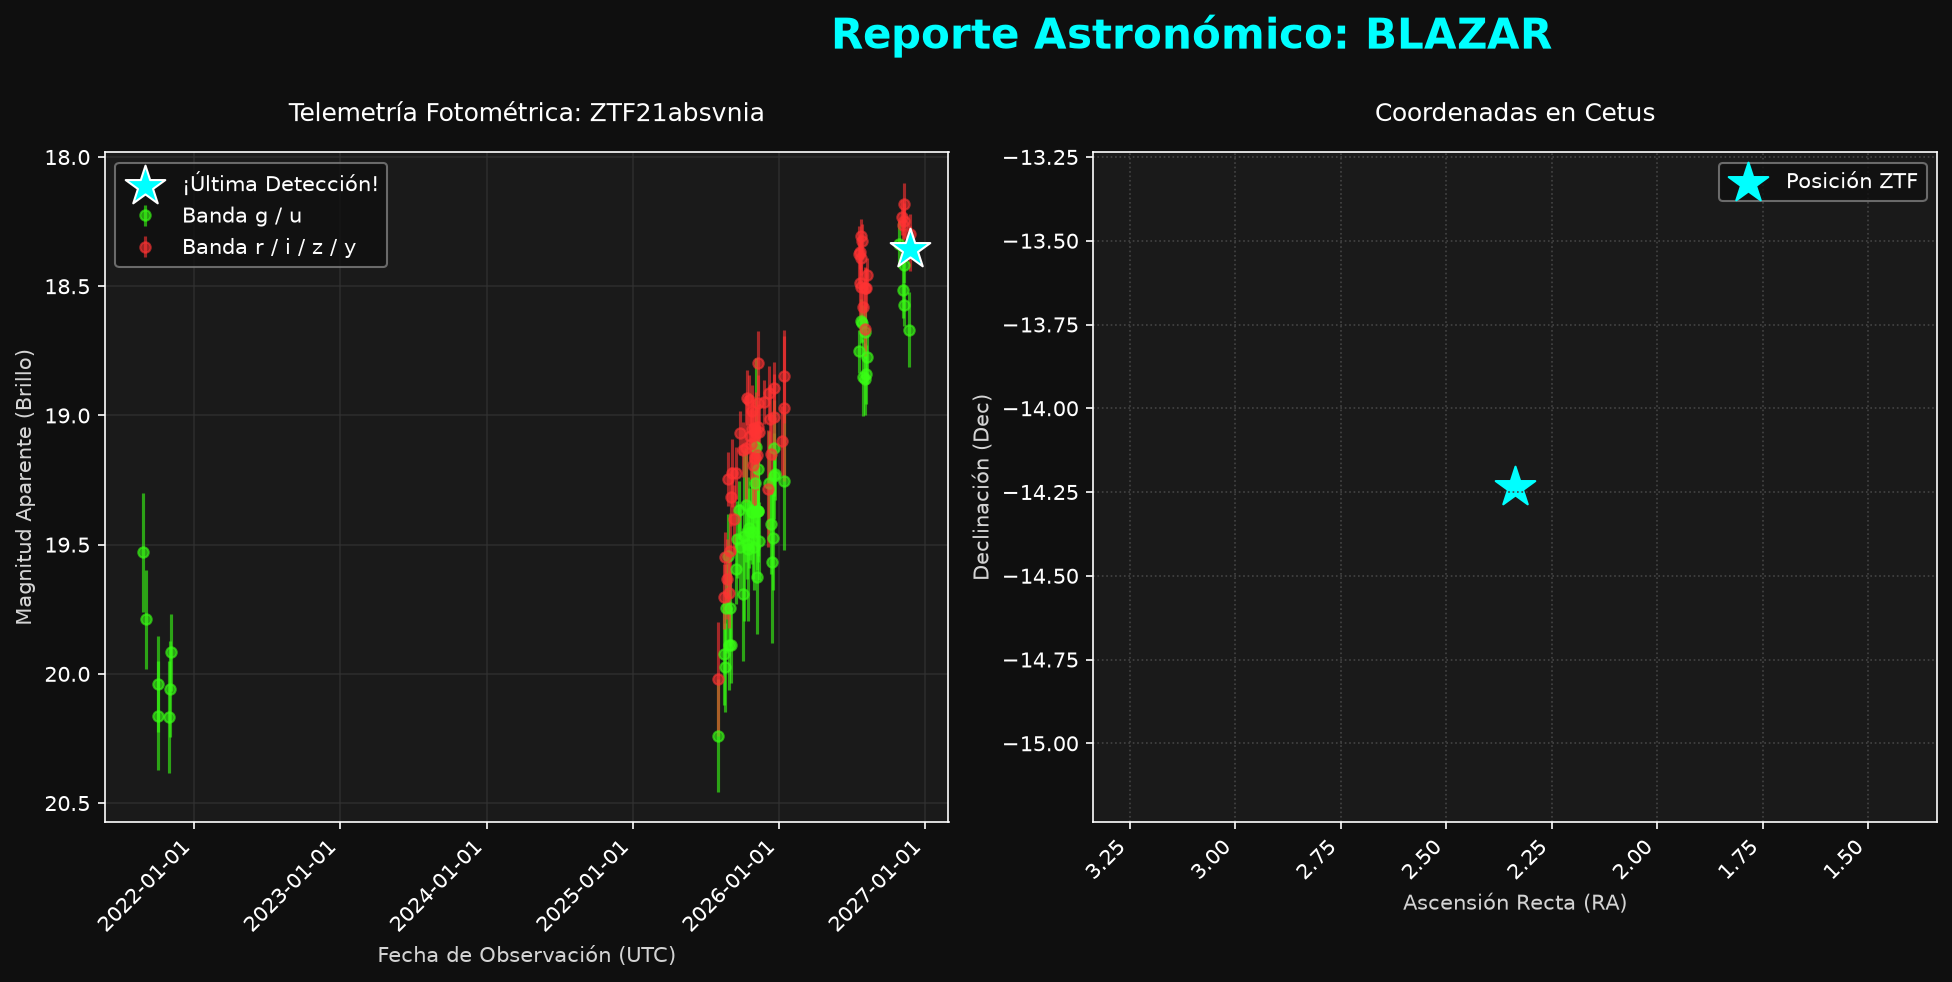 Reporte Astronómico: BLAZAR
Telemetría Fotométrica: ZTF21absvnia
¡Última Detección!
Banda g / u
Banda r / i / z / y
Magnitud Aparente (Brillo)
18.0
18.5
19.0
19.5
20.0
20.5
2022-01-01
2023-01-01
2024-01-01
2025-01-01
2026-01-01
2027-01-01
Fecha de Observación (UTC)
Coordenadas en Cetus
Posición ZTF
Declinación (Dec)
−13.25
−13.50
−13.75
−14.00
−14.25
−14.50
−14.75
−15.00
3.25
3.00
2.75
2.50
2.25
2.00
1.75
1.50
Ascensión Recta (RA)